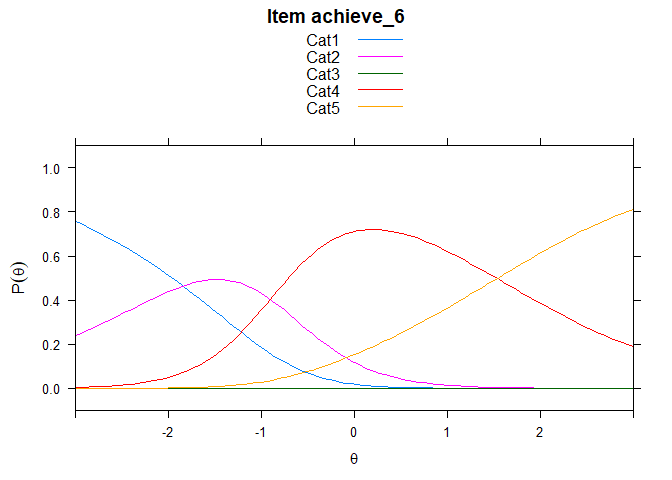 Item achieve_6
Cat1
Cat2
Cat3
Cat4
Cat5
1.0
0.8
0.6
0.4
0.2
0.0
P(θ)
-2 -1 0 1 2
θ